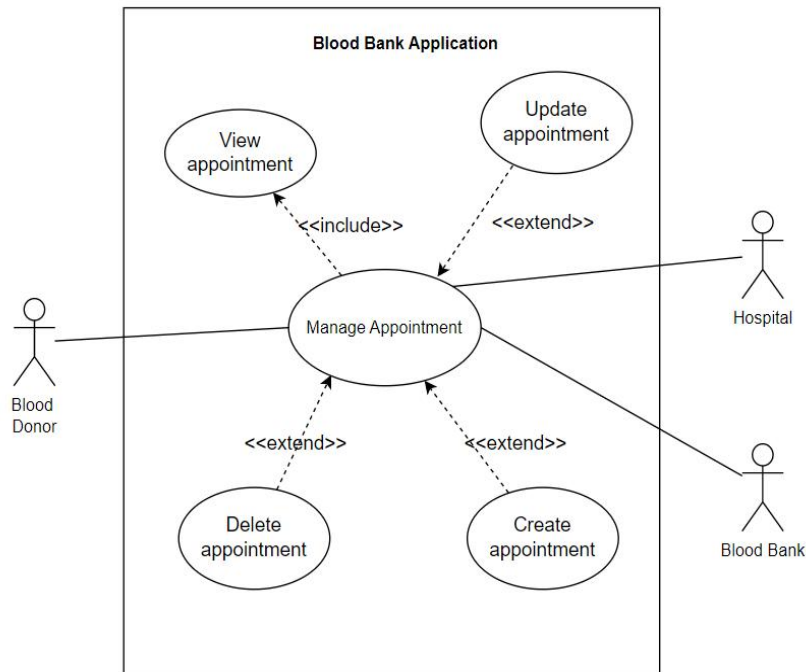 Blood Bank Application
View
appointment
Update
appointment
<<include>>
<<extend>>
Manage Appointment
Hospital
Blood
Donor
<<extend>>
<<extend>>
Delete
appointment
Create
appointment
Blood Bank